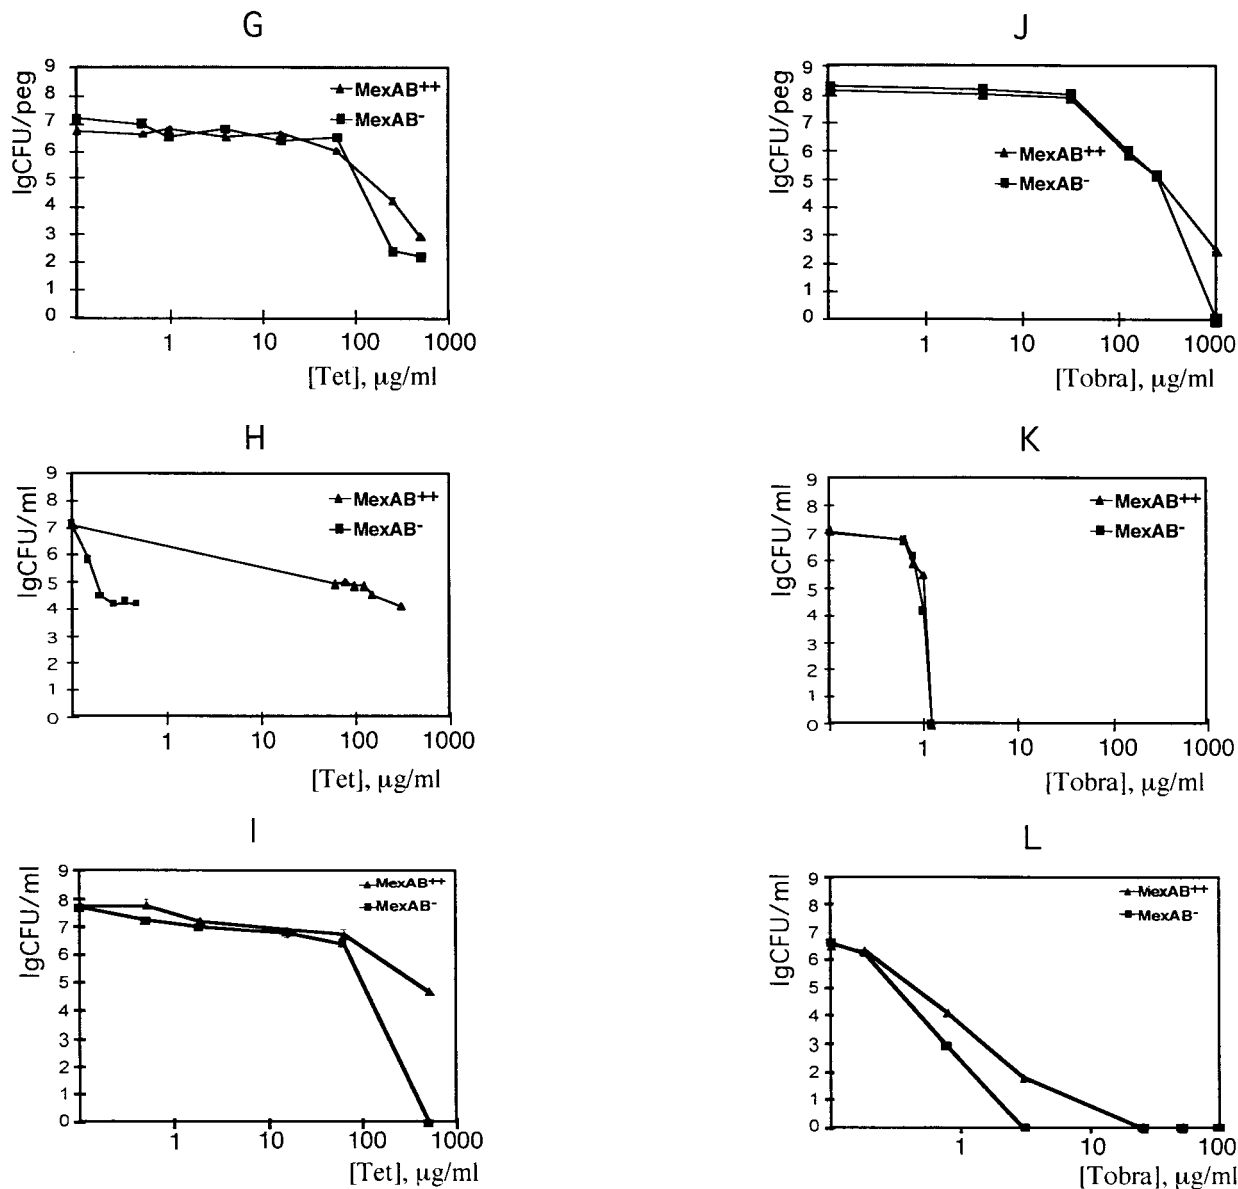 G
lgCFU/peg
9
8
7
6
5
4
3
2
1
0
MexAB++
MexAB-
1 10 100 1000
[Tet], μg/ml
J
lgCFU/peg
9
8
7
6
5
4
3
2
1
0
MexAB++
MexAB-
1 10 100 1000
[Tobra], μg/ml
H
lgCFU/ml
9
8
7
6
5
4
3
2
1
0
MexAB++
MexAB-
1 10 100 1000
[Tet], μg/ml
K
lgCFU/ml
9
8
7
6
5
4
3
2
1
0
MexAB++
MexAB-
1 10 100 1000
[Tobra], μg/ml
I
lgCFU/ml
9
8
7
6
5
4
3
2
1
0
MexAB++
MexAB-
1 10 100 1000
[Tet], μg/ml
L
lgCFU/ml
9
8
7
6
5
4
3
2
1
0
MexAB++
MexAB-
1 10 100
[Tobra], μg/ml